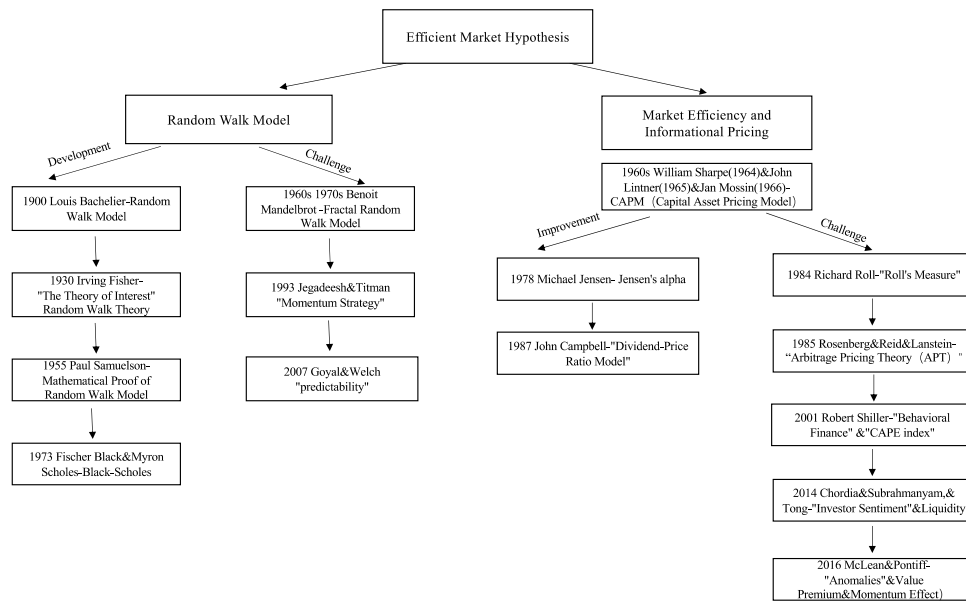 Efficient Market Hypothesis
Random Walk Model
Market Efficiency and
Informational Pricing
Development
Challenge
1900 Louis Bachelier-Random
Walk Model
1930 Irving Fisher-
"The Theory of Interest"
Random Walk Theory
1955 Paul Samuelson-
Mathematical Proof of
Random Walk Model
1973 Fischer Black&Myron
Scholes-Black-Scholes
1960s 1970s Benoit
Mandelbrot -Fractal Random
Walk Model
1993 Jegadeesh&Titman
"Momentum Strategy"
2007 Goyal&Welch
"predictability"
1960s William Sharpe(1964)&John
Lintner(1965)&Jan Mossin(1966)-
CAPM（Capital Asset Pricing Model）
Improvement
Challenge
1978 Michael Jensen- Jensen's alpha
1987 John Campbell-"Dividend-Price
Ratio Model"
1984 Richard Roll-"Roll's Measure"
1985 Rosenberg&Reid&Lanstein-
“Arbitrage Pricing Theory（APT）"
2001 Robert Shiller-"Behavioral
Finance" &"CAPE index"
2014 Chordia&Subrahmanyam,&
Tong-"Investor Sentiment"&Liquidity
2016 McLean&Pontiff-
"Anomalies"&Value
Premium&Momentum Effect）